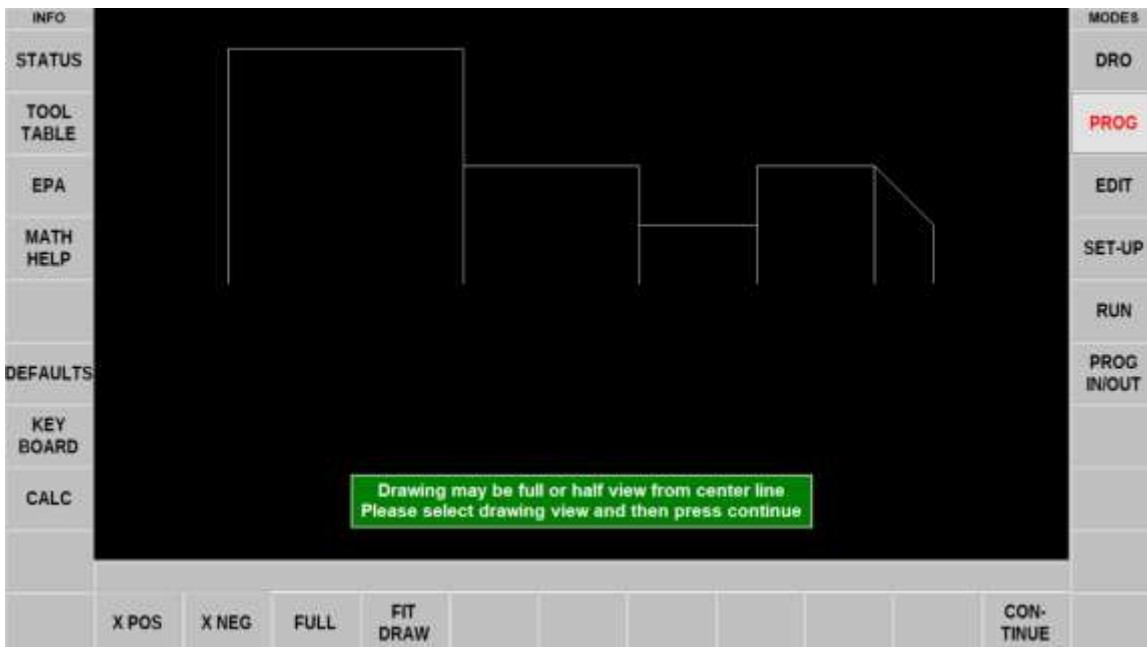 INFO
STATUS
TOOL
TABLE
EPA
MATH
HELP
DEFAULTS
KEY
BOARD
CALC
Drawing may be full or half view from center line
Please select drawing view and then press continue
X POS
X NEG
FULL
FIT
DRAW
CON-
TINUE
MODES
DRO
PROG
EDIT
SET-UP
RUN
PROG
IN/OUT